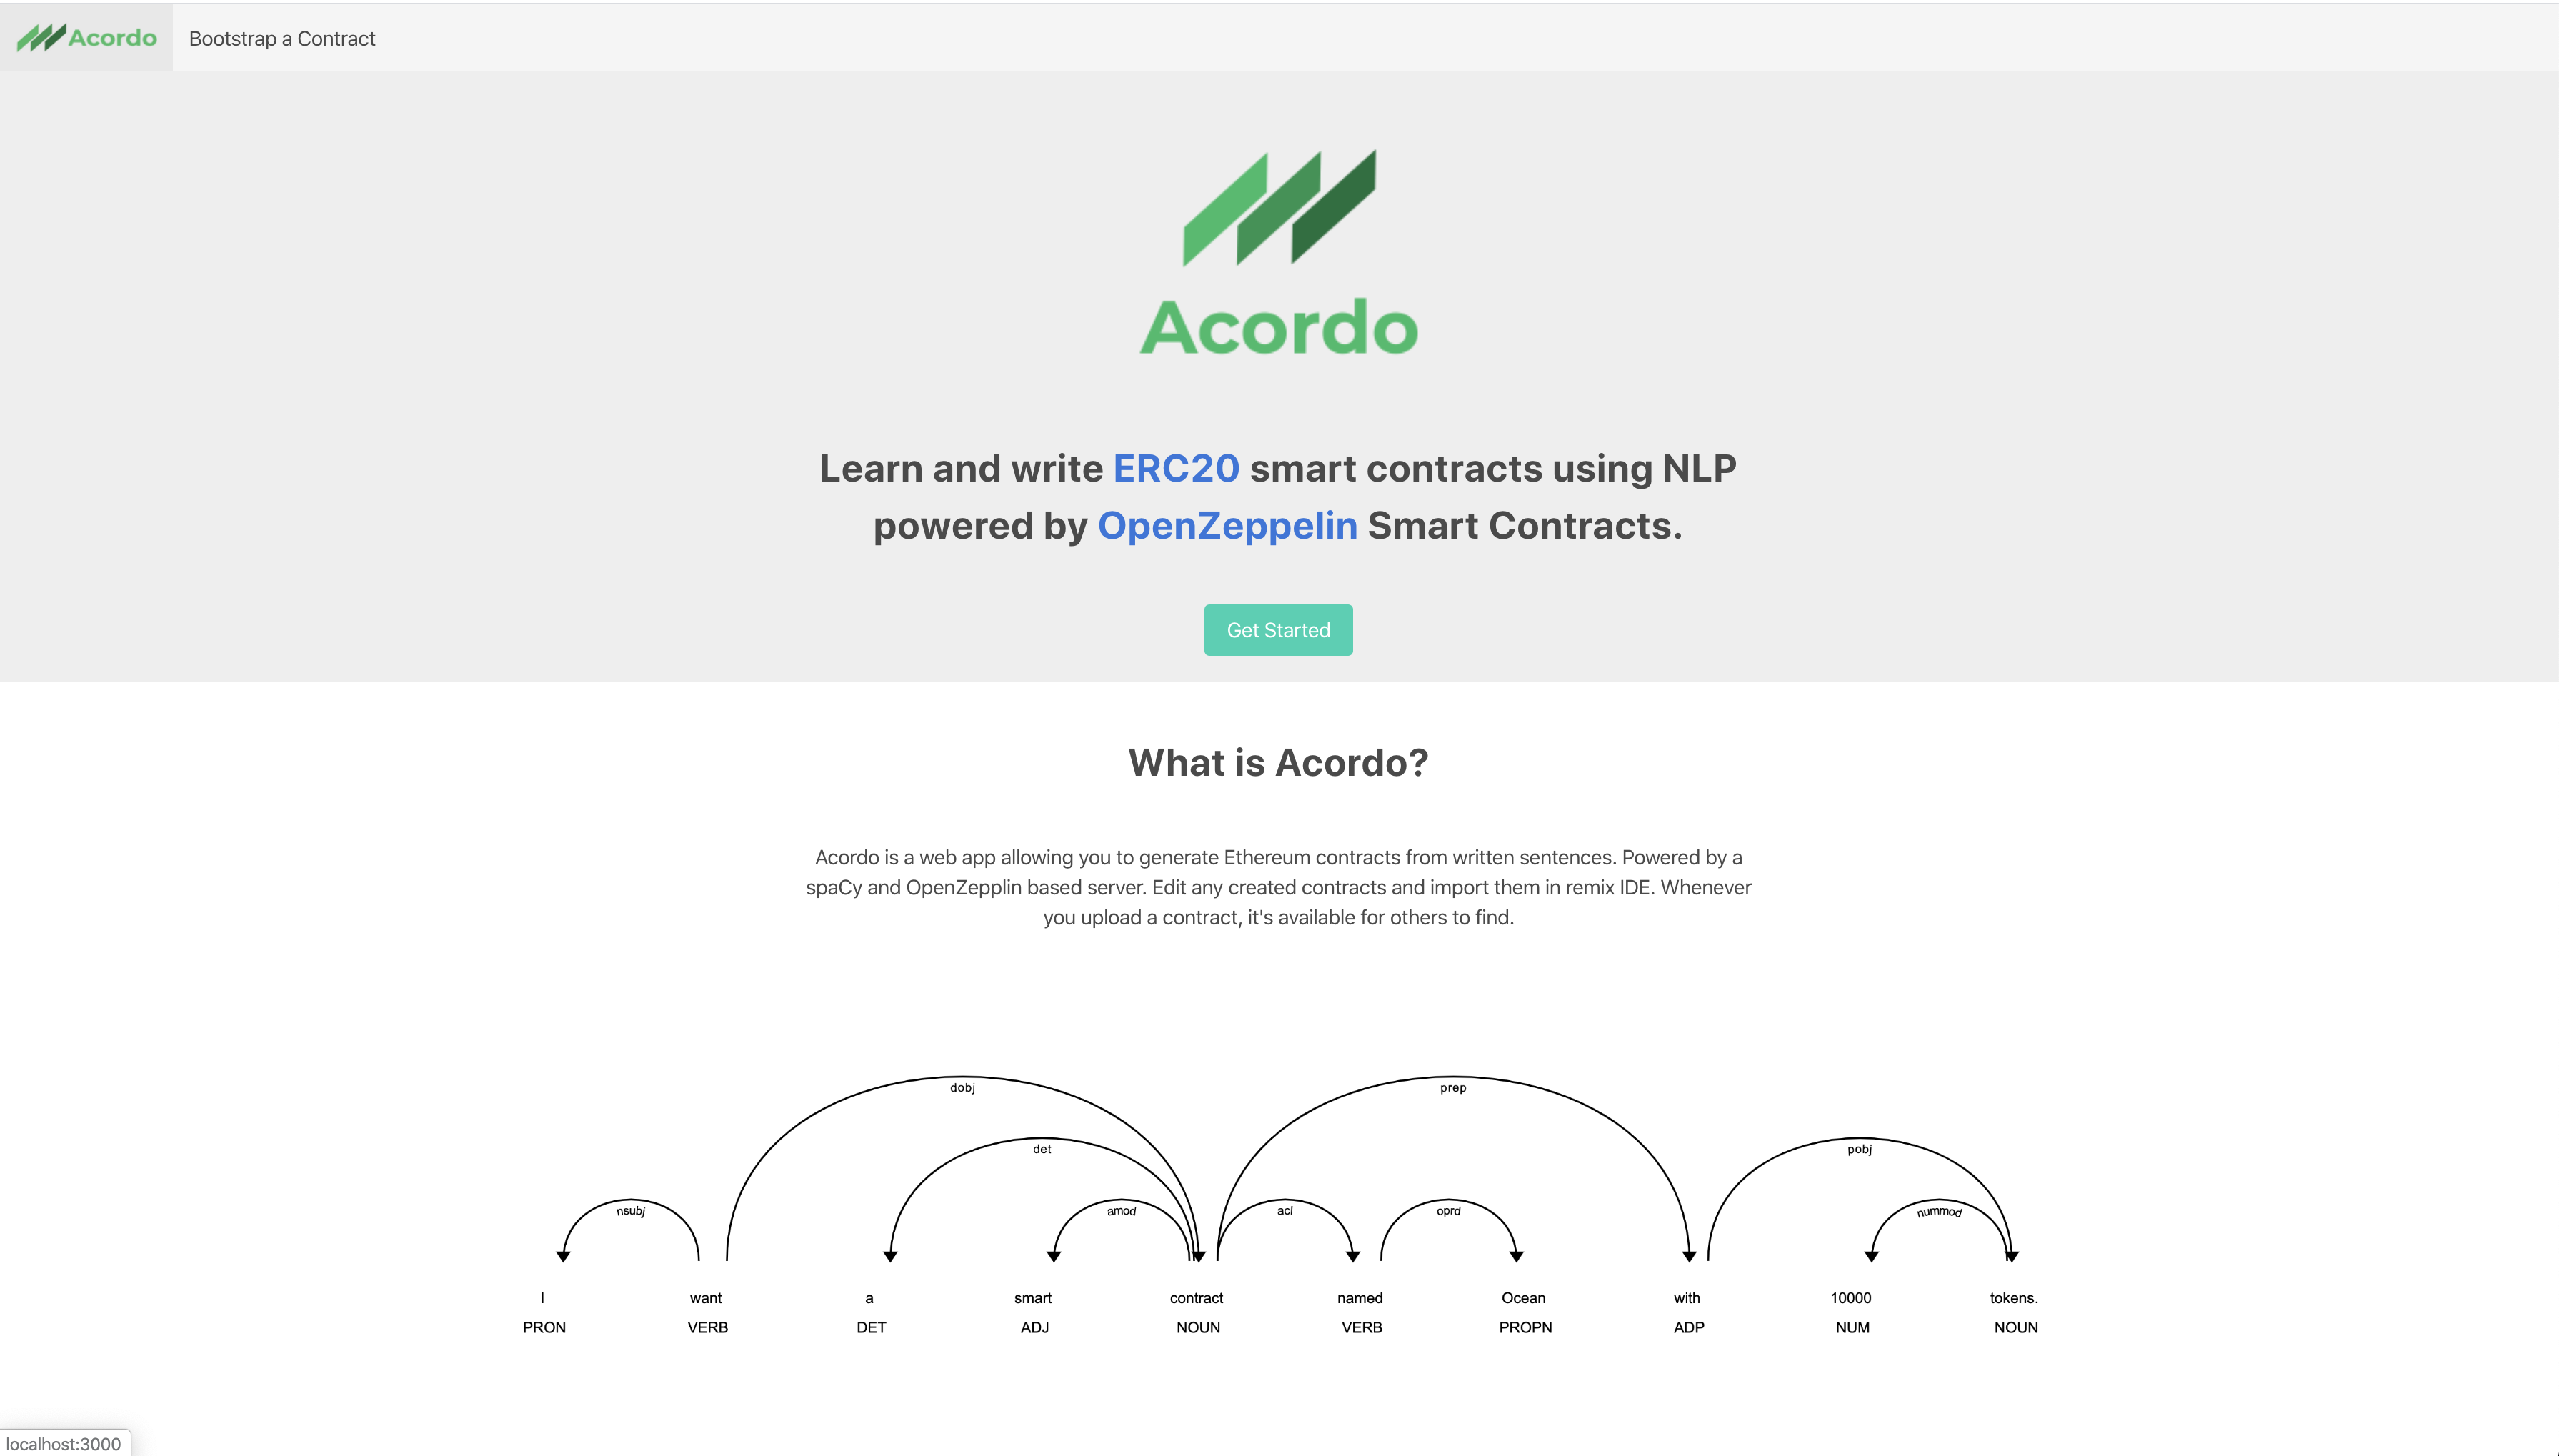 Acordo
Bootstrap a Contract
Acordo
Learn and write ERC20 smart contracts using NLP
powered by OpenZeppelin Smart Contracts.
Get Started
What is Acordo?
Acordo is a web app allowing you to generate Ethereum contracts from written sentences. Powered by a
spaCy and OpenZepplin based server. Edit any created contracts and import them in remix IDE. Whenever
you upload a contract, it's available for others to find.
dobj prep
det pobj
nsubj amod acl oprd nummod
I want a smart contract named Ocean with 10000 tokens.
PRON VERB DET ADJ NOUN VERB PROPN ADP NUM NOUN
localhost:3000